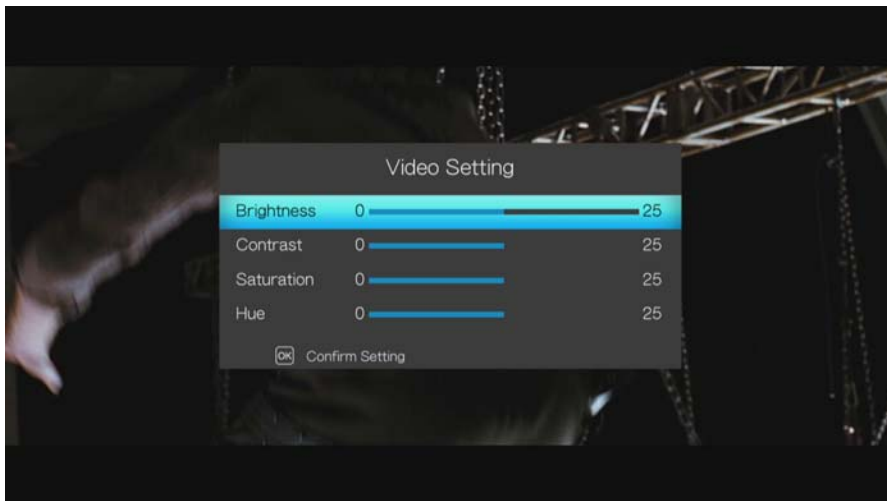 Video Setting
Brightness 0 25
Contrast 0 25
Saturation 0 25
Hue 0 25
OK Confirm Setting